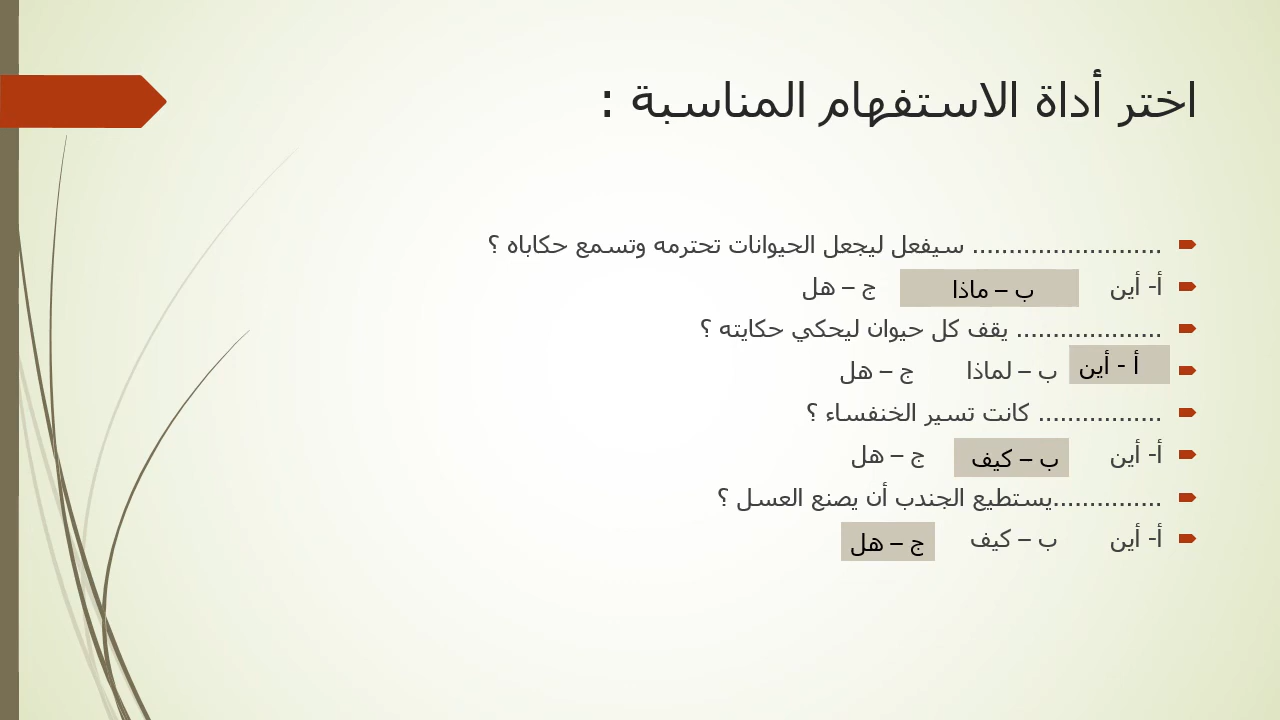 اختر أداة الاستفهام المناسبة :
.......................... سيفعل ليجعل الحيوانات تحترمه وتسمع حكاباه ؟
أ- أين ب – ماذا ج – هل
.................... يقف كل حيوان ليحكي حكايته ؟
أ - أين ب – لماذا ج – هل
................. كانت تسير الخنفساء ؟
أ- أين ب – كيف ج – هل
...............يستطيع الجندب أن يصنع العسل ؟
أ- أين ب – كيف ج – هل